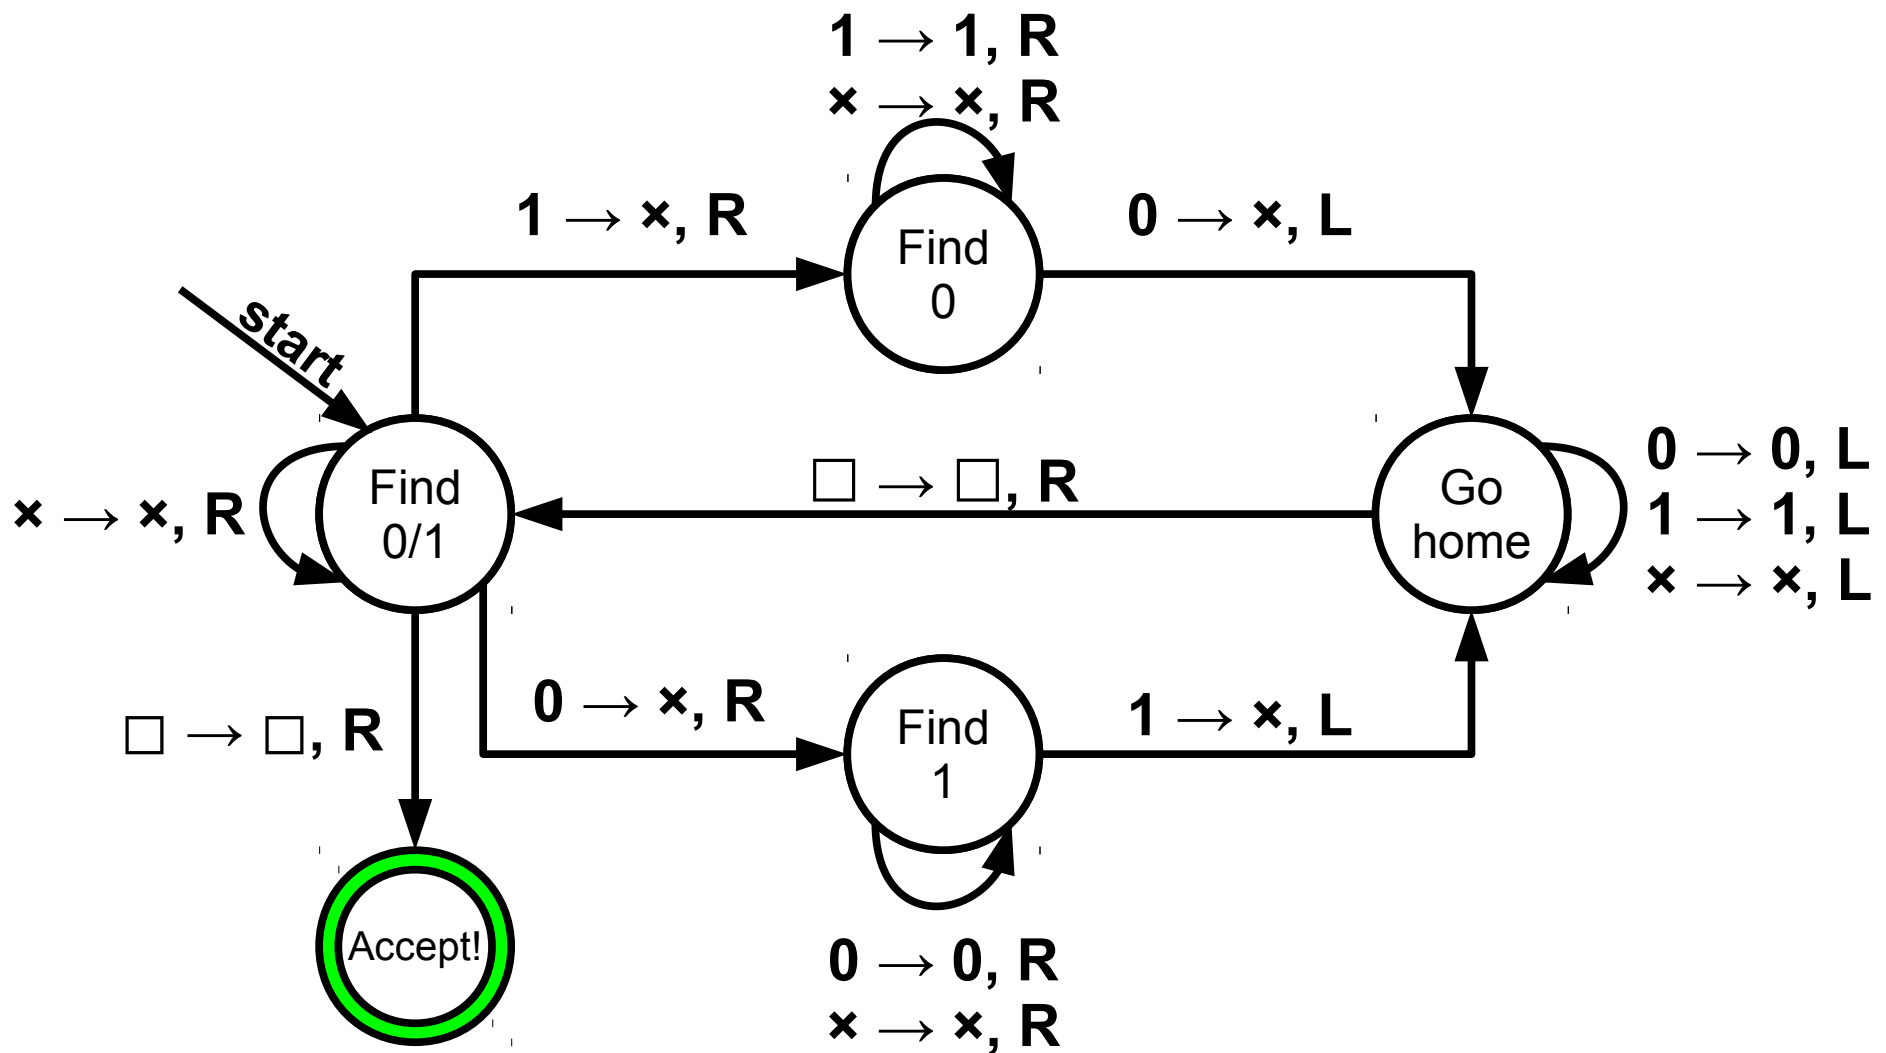 1 → 1, R
× → ×, R
1 → ×, R
0 → ×, L
Find
0
start
Find
0/1
× → ×, R
□ → □, R
Go
home
0 → 0, L
1 → 1, L
× → ×, L
□ → □, R
0 → ×, R
Find
1
1 → ×, L
Accept!
0 → 0, R
× → ×, R